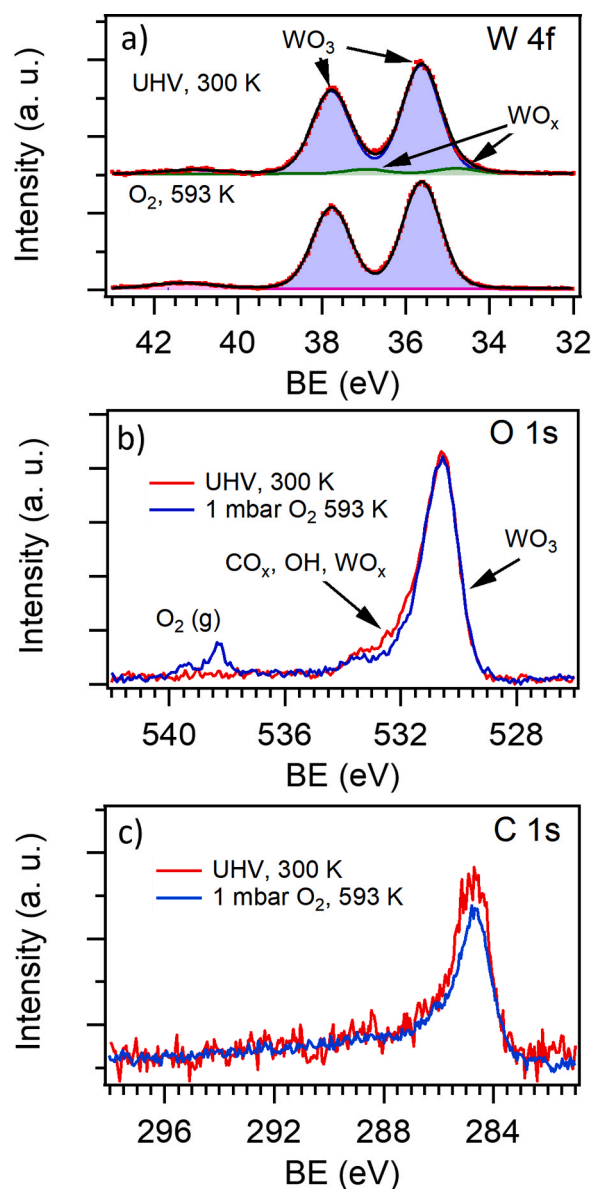 a)
W 4f
WO₃
UHV, 300 K
WOₓ
O₂, 593 K
Intensity (a. u.)
42 40 38 36 34 32
BE (eV)
b)
O 1s
UHV, 300 K
1 mbar O₂ 593 K
WO₃
COₓ, OH, WOₓ
O₂ (g)
Intensity (a. u.)
540 536 532 528
BE (eV)
c)
C 1s
UHV, 300 K
1 mbar O₂, 593 K
Intensity (a. u.)
296 292 288 284
BE (eV)